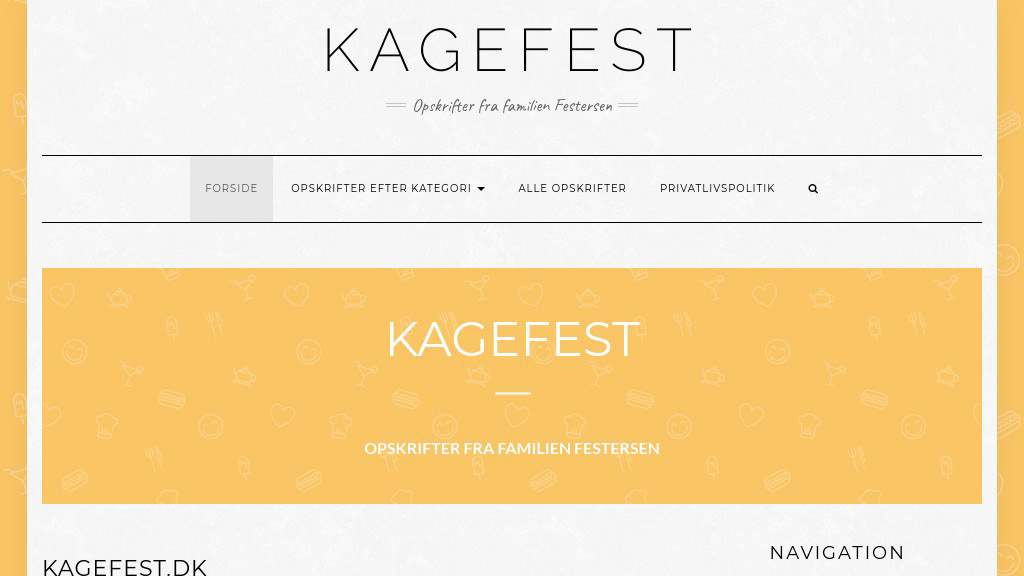 KAGEFEST
Opskrifter fra familien Festersen
FORSIDE
OPSKRIFTER EFTER KATEGORI
ALLE OPSKRIFTER
PRIVATLIVSPOLITIK
KAGEFEST
OPSKRIFTER FRA FAMILIEN FESTERSEN
NAVIGATION
KAGEFEST.DK